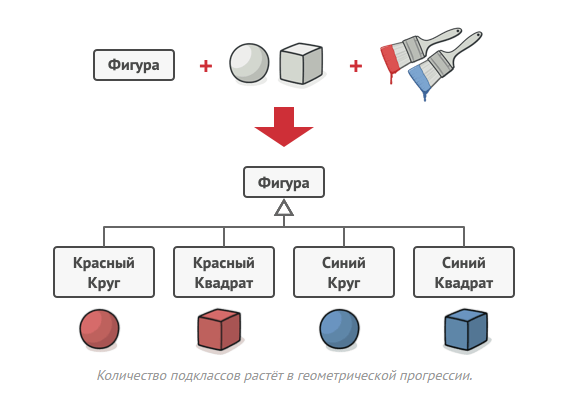 Фигура + +
Фигура
Красный Красный Синий Синий
Круг Квадрат Круг Квадрат
Количество подклассов растёт в геометрической прогрессии.